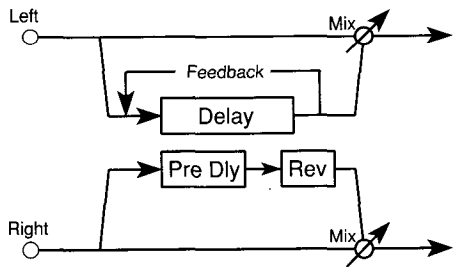 Left
Mix
Feedback
Delay
Pre Dly
Rev
Right
Mix